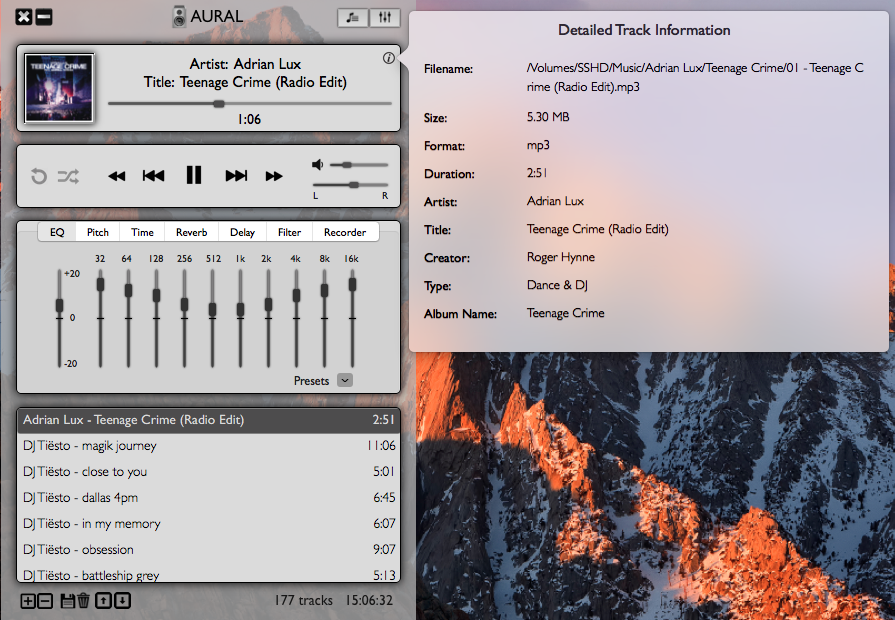 AURAL
TEENAGE CRIME
Artist: Adrian Lux
Title: Teenage Crime (Radio Edit)
1:06
L R
EQ Pitch Time Reverb Delay Filter Recorder
32 64 128 256 512 1k 2k 4k 8k 16k
+20
0
-20
Presets
Adrian Lux - Teenage Crime (Radio Edit) 2:51
DJ Tiësto - magik journey 11:06
DJ Tiësto - close to you 5:01
DJ Tiësto - dallas 4pm 6:45
DJ Tiësto - in my memory 6:07
DJ Tiësto - obsession 9:07
DJ Tiësto - battleship grey 5:13
177 tracks 15:06:32
Detailed Track Information
Filename: /Volumes/SSHD/Music/Adrian Lux/Teenage Crime/01 - Teenage C
rime (Radio Edit).mp3
Size: 5.30 MB
Format: mp3
Duration: 2:51
Artist: Adrian Lux
Title: Teenage Crime (Radio Edit)
Creator: Roger Hynne
Type: Dance & DJ
Album Name: Teenage Crime